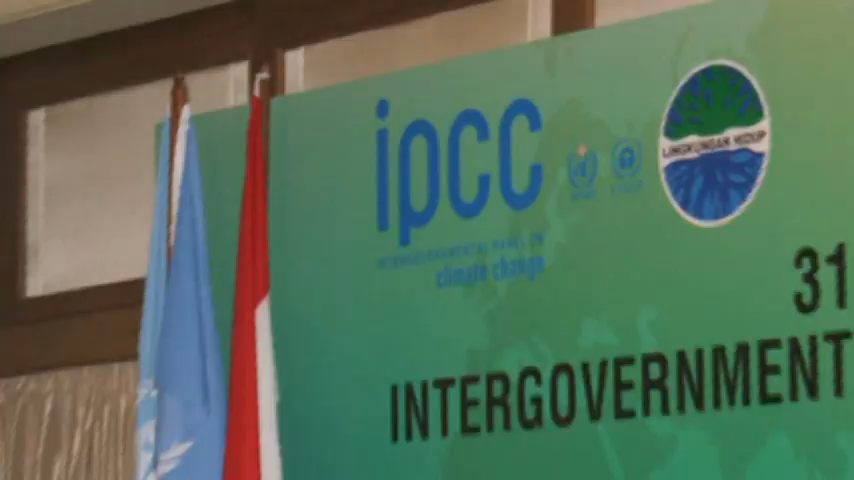 ipcc
INTERGOVERNMENTAL PANEL ON
climate change
LINGKUNGAN HIDUP
31
INTERGOVERNMENT